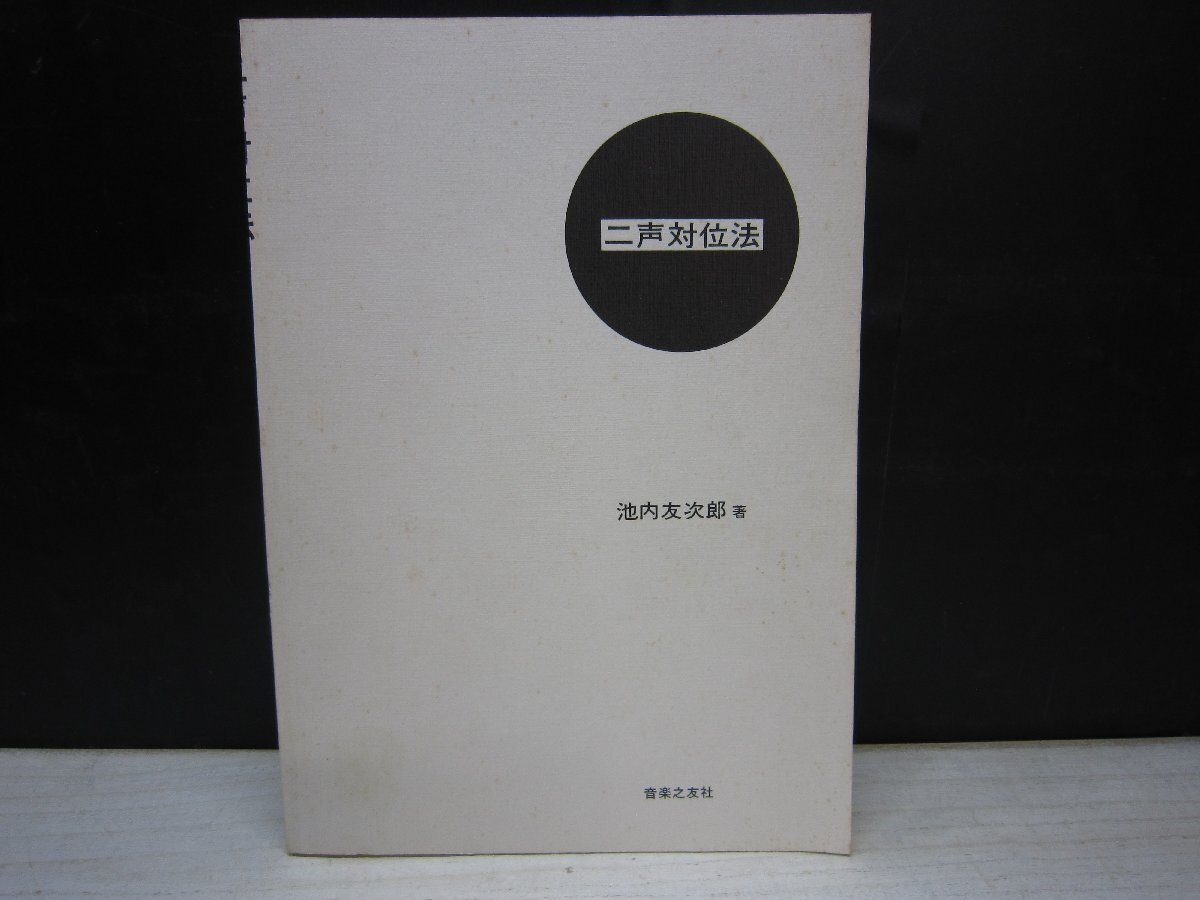 二声対位法
池内友次郎 著
音楽之友社